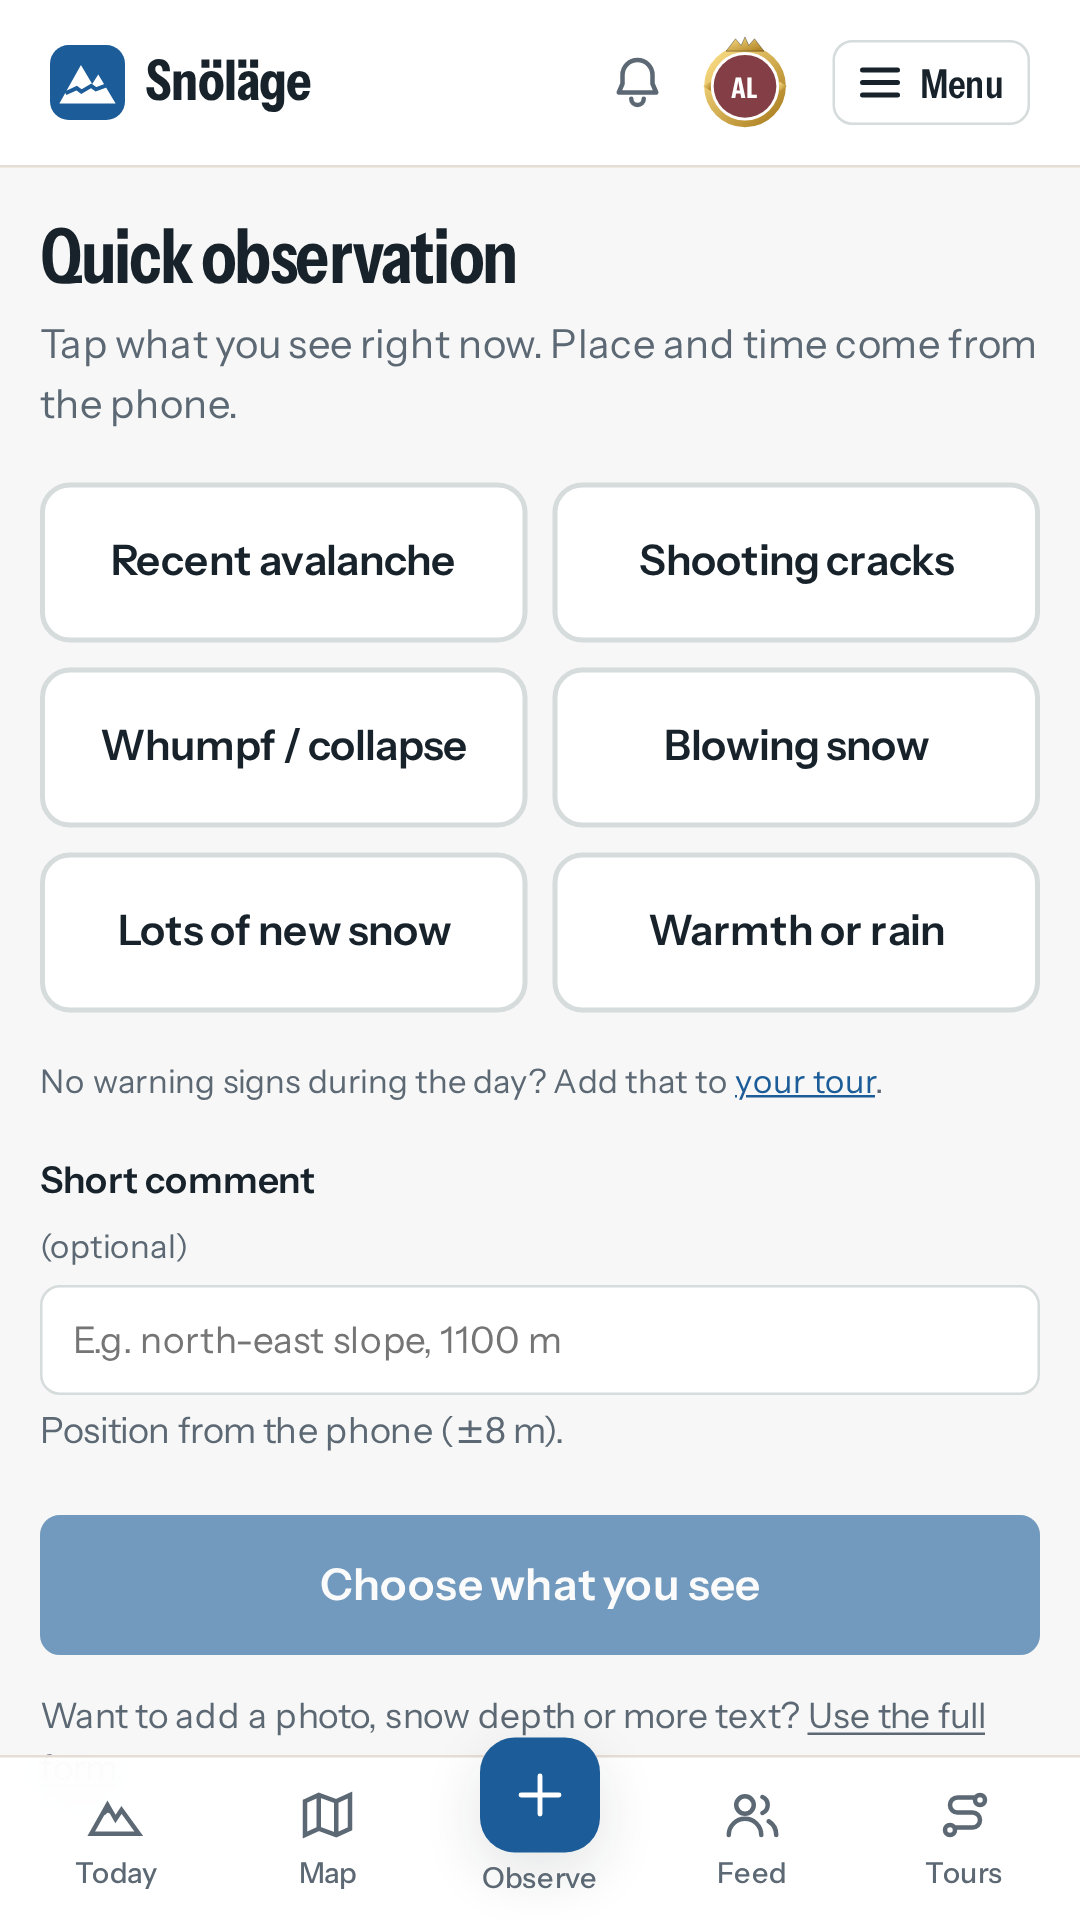 Snöläge
AL
Menu
Quick observation
Tap what you see right now. Place and time come from
the phone.
Recent avalanche
Shooting cracks
Whumpf / collapse
Blowing snow
Lots of new snow
Warmth or rain
No warning signs during the day? Add that to your tour.
Short comment
(optional)
E.g. north-east slope, 1100 m
Position from the phone (±8 m).
Choose what you see
Want to add a photo, snow depth or more text? Use the full
form
Today
Map
Observe
Feed
Tours